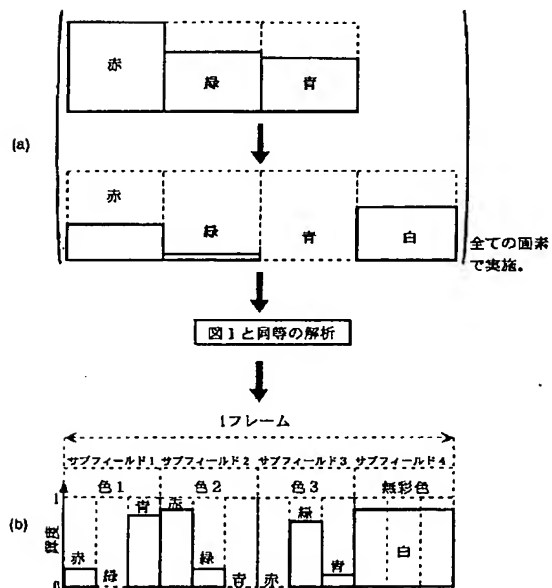 赤
緑
青
(a)
赤
緑
青
白
全ての画素
で実施。
図1と同等の解析
1フレーム
サブフィールド1 サブフィールド2 サブフィールド3 サブフィールド4
色1 色2 色3 無彩色
1
(b)
輝度
赤 緑 青 赤 緑 青 赤 緑 青 白
0